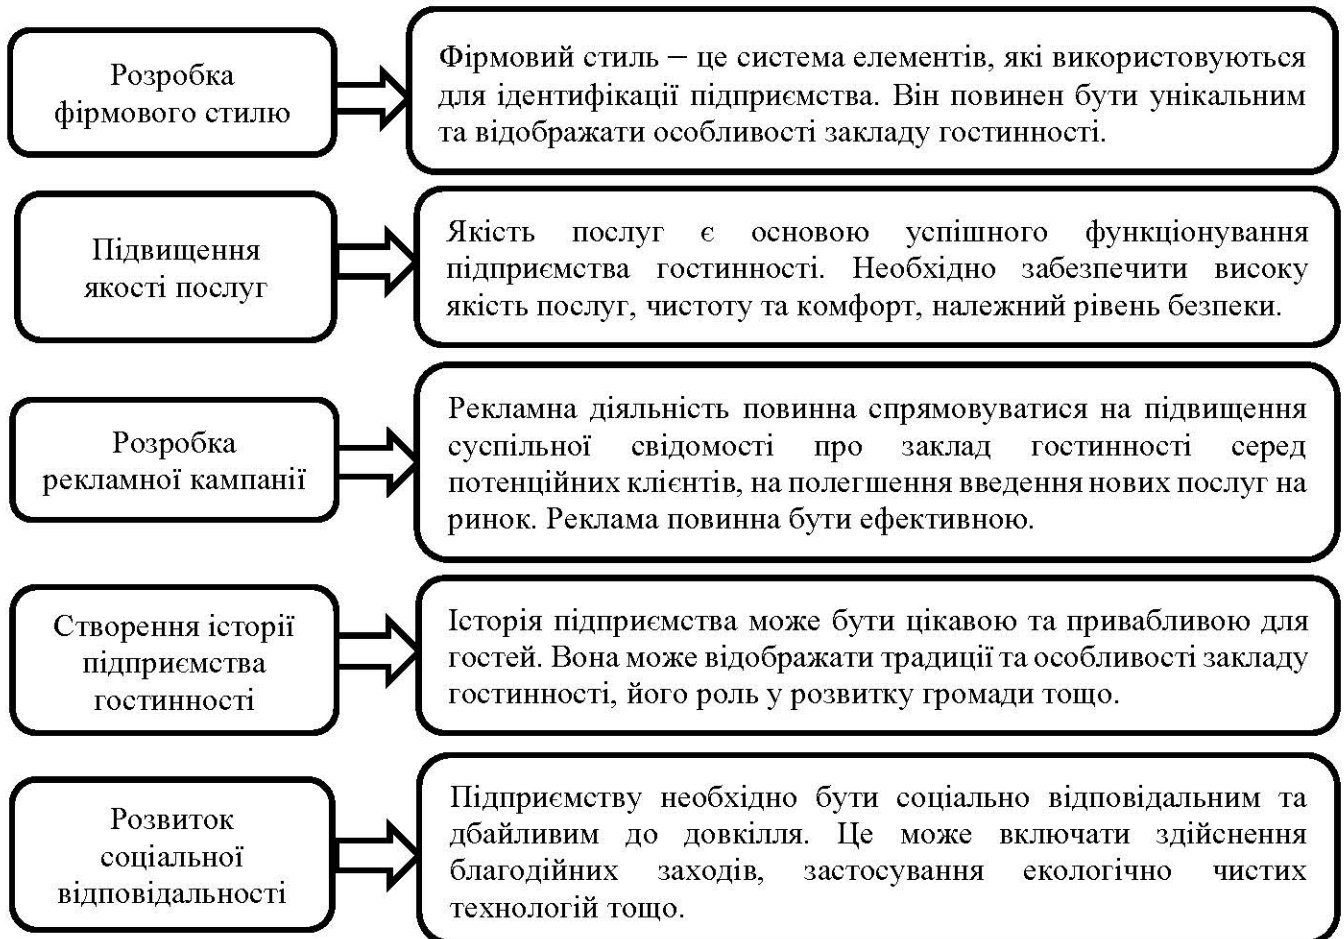 Розробка
фірмового стилю
Фірмовий стиль – це система елементів, які використовуються
для ідентифікації підприємства. Він повинен бути унікальним
та відображати особливості закладу гостинності.
Підвищення
якості послуг
Якість послуг є основою успішного функціонування
підприємства гостинності. Необхідно забезпечити високу
якість послуг, чистоту та комфорт, належний рівень безпеки.
Розробка
рекламної кампанії
Рекламна діяльність повинна спрямовуватися на підвищення
суспільної свідомості про заклад гостинності серед
потенційних клієнтів, на полегшення введення нових послуг на
ринок. Реклама повинна бути ефективною.
Створення історії
підприємства
гостинності
Історія підприємства може бути цікавою та привабливою для
гостей. Вона може відображати традиції та особливості закладу
гостинності, його роль у розвитку громади тощо.
Розвиток
соціальної
відповідальності
Підприємству необхідно бути соціально відповідальним та
дбайливим до довкілля. Це може включати здійснення
благодійних заходів, застосування екологічно чистих
технологій тощо.